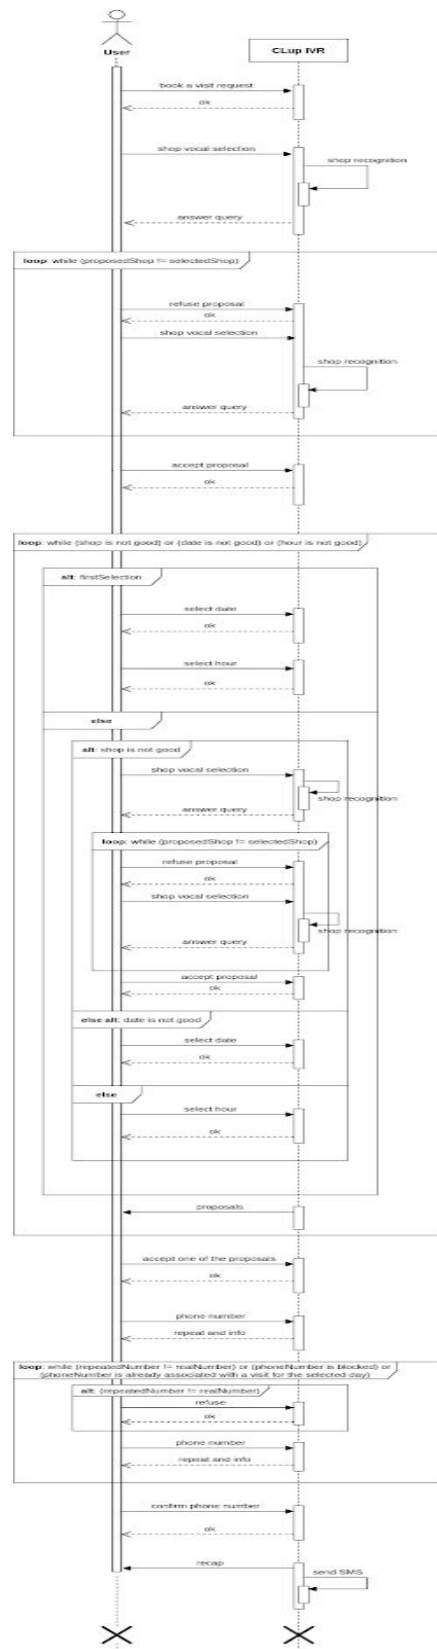 User
CLup IVR
book a visit request
ok
shop vocal selection
shop recognition
answer query
loop: while (proposedShop != selectedShop)
refuse proposal
ok
shop vocal selection
shop recognition
answer query
accept proposal
ok
loop: while (shop is not good) or (date is not good) or (hour is not good)
alt: firstSelection
select date
ok
select hour
ok
else
alt: shop is not good
shop vocal selection
shop recognition
answer query
loop: while (proposedShop != selectedShop)
refuse proposal
ok
shop vocal selection
shop recognition
answer query
accept proposal
ok
else alt: date is not good
select date
ok
else
select hour
ok
proposals
accept one of the proposals
ok
phone number
repeat and info
loop: while (repeatedNumber != realNumber) or (phoneNumber is blocked) or
(phoneNumber is already associated with a visit for the selected day)
alt: (repeatedNumber != realNumber)
refuse
ok
phone number
repeat and info
confirm phone number
ok
recap
send SMS